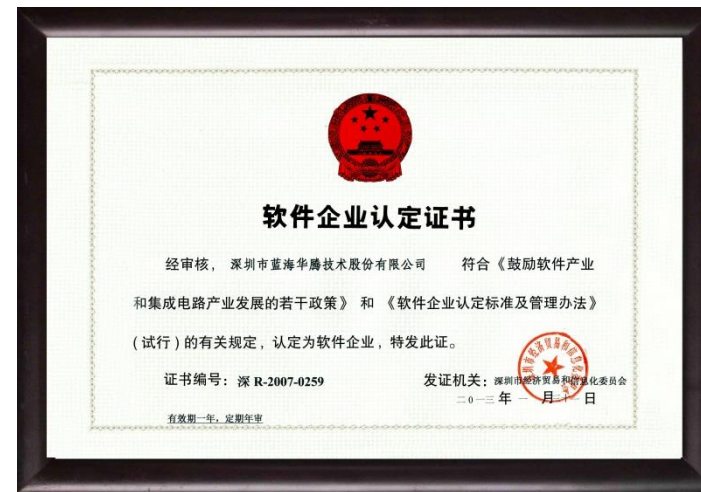 软件企业认定证书
经审核，深圳市蓝海华腾技术股份有限公司 符合《鼓励软件产业
和集成电路产业发展的若干政策》和《软件企业认定标准及管理办法》
(试行)的有关规定，认定为软件企业，特发此证。
证书编号：深 R-2007-0259 发证机关：深圳市经济贸易和信息化委员会
二0一三 年 一 月 日
有效期一年，定期年审